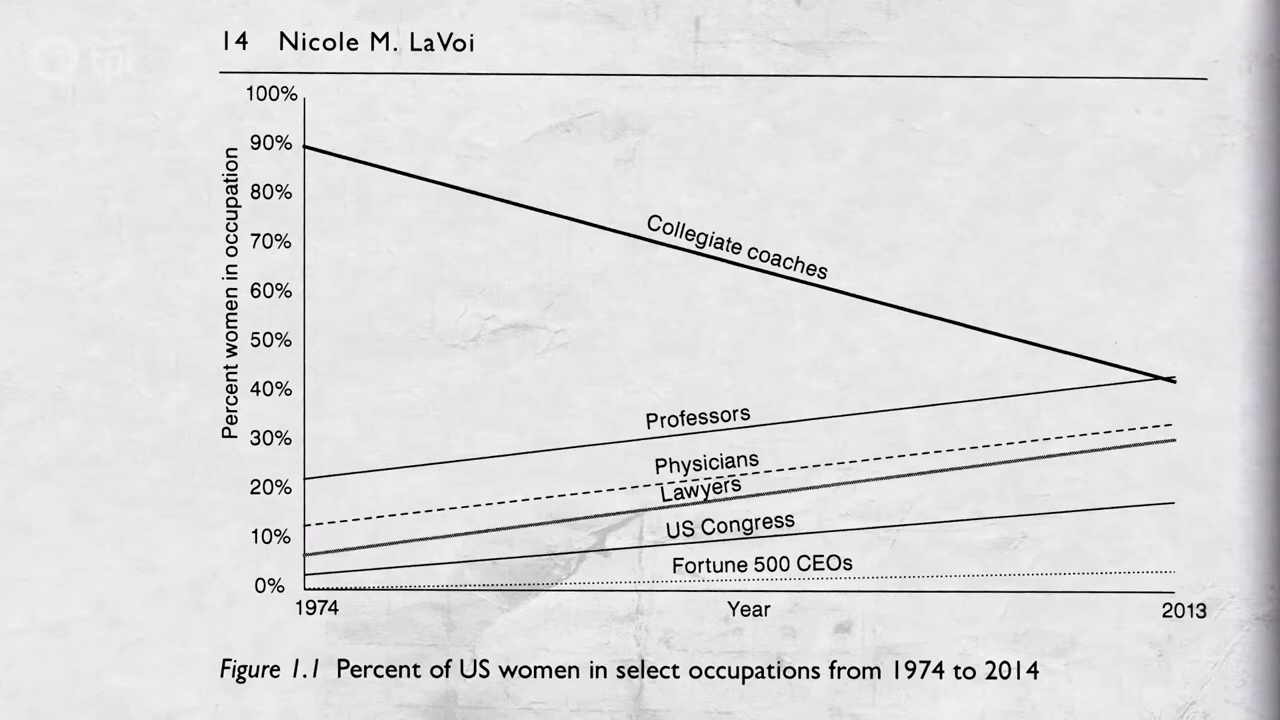 tpt
14 Nicole M. LaVoi
100%
90%
80%
70%
60%
50%
40%
30%
20%
10%
0%
Percent women in occupation
Collegiate coaches
Professors
Physicians
Lawyers
US Congress
Fortune 500 CEOs
1974
Year
2013
Figure 1.1 Percent of US women in select occupations from 1974 to 2014